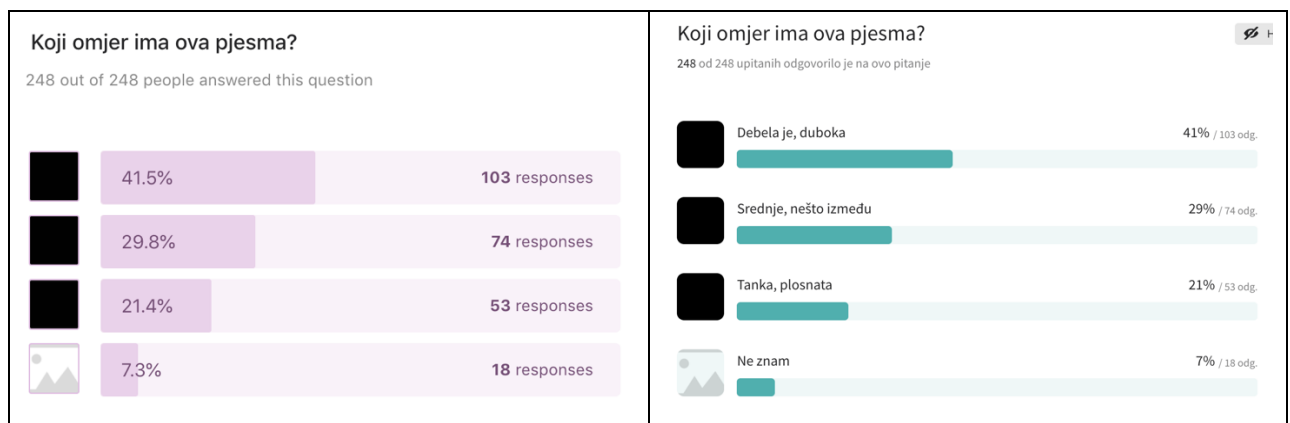 Koji omjer ima ova pjesma?
248 out of 248 people answered this question
41.5% 103 responses
29.8% 74 responses
21.4% 53 responses
7.3% 18 responses
Koji omjer ima ova pjesma?
H
248 od 248 upitanih odgovorilo je na ovo pitanje
Debela je, duboka 41% / 103 odg.
Srednje, nešto između 29% / 74 odg.
Tanka, plosnata 21% / 53 odg.
Ne znam 7% / 18 odg.